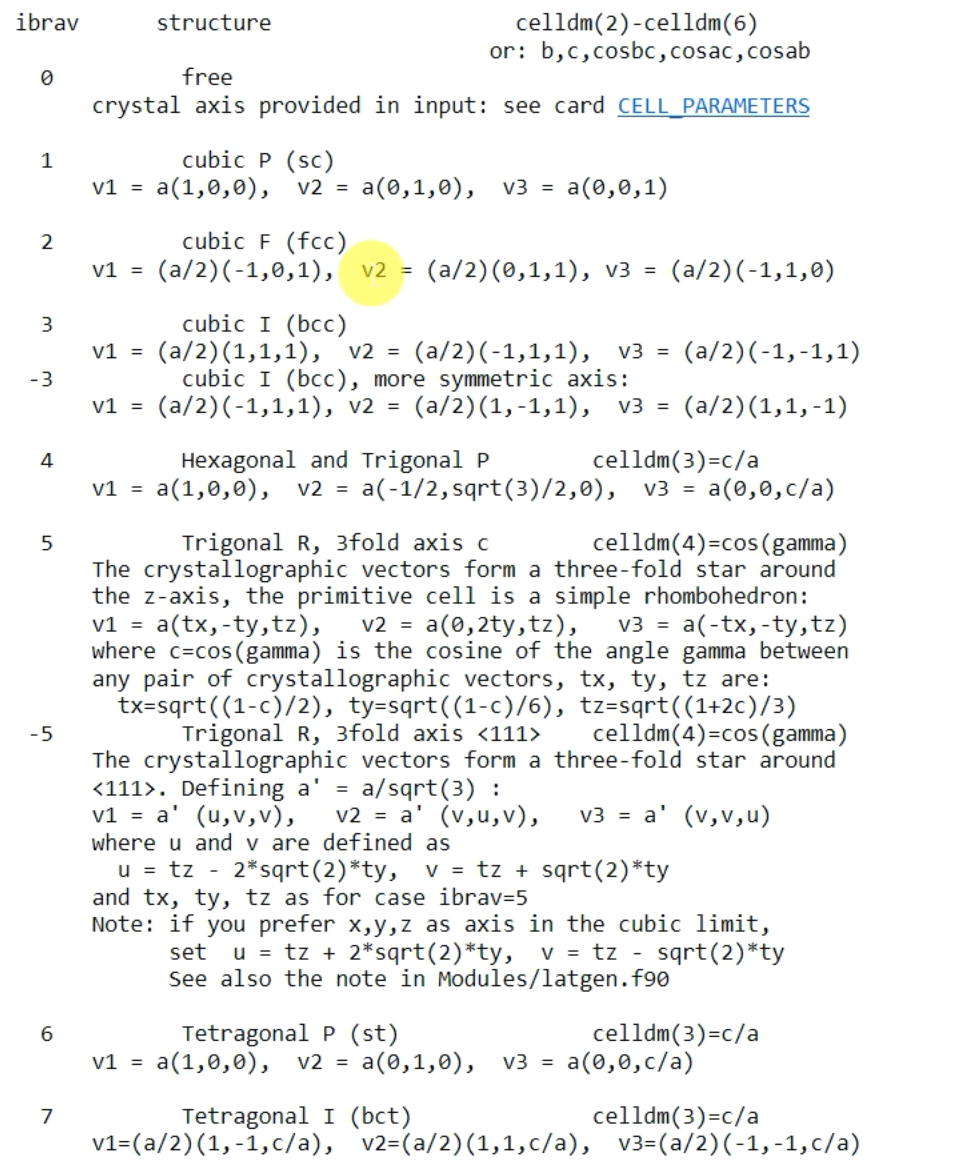 ibrav structure celldm(2)-celldm(6)
or: b,c,cosbc,cosac,cosab
0 free
crystal axis provided in input: see card CELL_PARAMETERS
1 cubic P (sc)
v1 = a(1,0,0), v2 = a(0,1,0), v3 = a(0,0,1)
2 cubic F (fcc)
v1 = (a/2)(-1,0,1), v2 = (a/2)(0,1,1), v3 = (a/2)(-1,1,0)
3 cubic I (bcc)
v1 = (a/2)(1,1,1), v2 = (a/2)(-1,1,1), v3 = (a/2)(-1,-1,1)
-3 cubic I (bcc), more symmetric axis:
v1 = (a/2)(-1,1,1), v2 = (a/2)(1,-1,1), v3 = (a/2)(1,1,-1)
4 Hexagonal and Trigonal P celldm(3)=c/a
v1 = a(1,0,0), v2 = a(-1/2,sqrt(3)/2,0), v3 = a(0,0,c/a)
5 Trigonal R, 3fold axis c celldm(4)=cos(gamma)
The crystallographic vectors form a three-fold star around
the z-axis, the primitive cell is a simple rhombohedron:
v1 = a(tx,-ty,tz), v2 = a(0,2ty,tz), v3 = a(-tx,-ty,tz)
where c=cos(gamma) is the cosine of the angle gamma between
any pair of crystallographic vectors, tx, ty, tz are:
tx=sqrt((1-c)/2), ty=sqrt((1-c)/6), tz=sqrt((1+2c)/3)
-5 Trigonal R, 3fold axis <111> celldm(4)=cos(gamma)
The crystallographic vectors form a three-fold star around
<111>. Defining a' = a/sqrt(3) :
v1 = a' (u,v,v), v2 = a' (v,u,v), v3 = a' (v,v,u)
where u and v are defined as
u = tz - 2*sqrt(2)*ty, v = tz + sqrt(2)*ty
and tx, ty, tz as for case ibrav=5
Note: if you prefer x,y,z as axis in the cubic limit,
set u = tz + 2*sqrt(2)*ty, v = tz - sqrt(2)*ty
See also the note in Modules/latgen.f90
6 Tetragonal P (st) celldm(3)=c/a
v1 = a(1,0,0), v2 = a(0,1,0), v3 = a(0,0,c/a)
7 Tetragonal I (bct) celldm(3)=c/a
v1=(a/2)(1,-1,c/a), v2=(a/2)(1,1,c/a), v3=(a/2)(-1,-1,c/a)